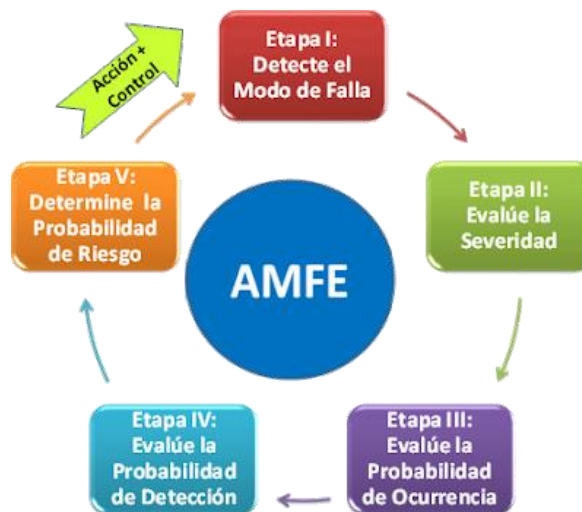 Acción +
Control
Etapa I:
Detecte el
Modo de Falla
Etapa II:
Evalúe la
Severidad
Etapa III:
Evalúe la
Probabilidad
de Ocurrencia
Etapa IV:
Evalúe la
Probabilidad
de Detección
Etapa V:
Determine la
Probabilidad
de Riesgo
AMFE